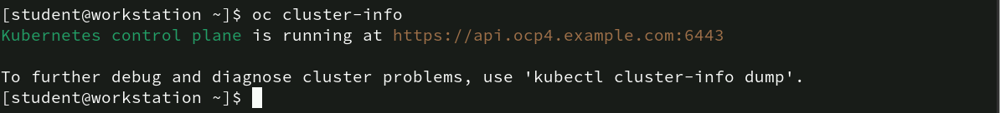 [student@workstation ~]$ oc cluster-info
Kubernetes control plane is running at https://api.ocp4.example.com:6443
To further debug and diagnose cluster problems, use 'kubectl cluster-info dump'.
[student@workstation ~]$